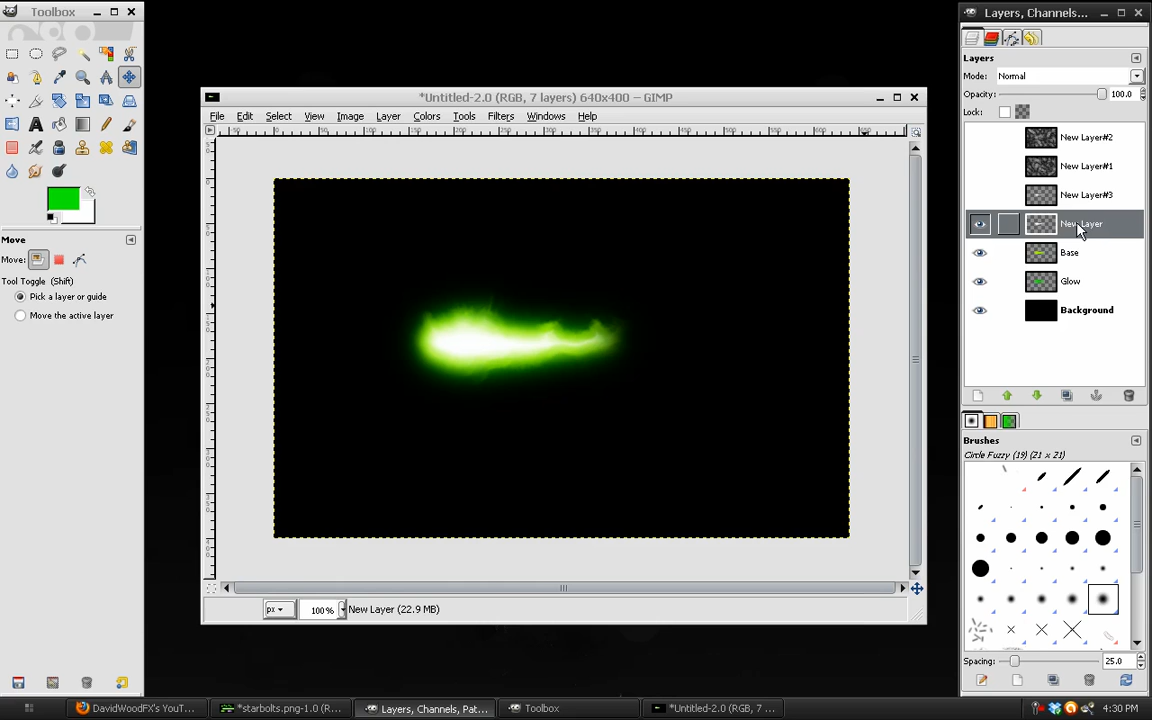 Toolbox
Layers, Channels...
Layers
Mode: Normal
Opacity: 100.0
Lock:
*Untitled-2.0 (RGB, 7 layers) 640x400 – GIMP
File Edit Select View Image Layer Colors Tools Filters Windows Help
New Layer#2
New Layer#1
New Layer#3
New Layer
Base
Glow
Background
Move
Move:
Tool Toggle (Shift)
Pick a layer or guide
Move the active layer
Brushes
Circle Fuzzy (19) (21 x 21)
px 100% New Layer (22.9 MB)
Spacing: 25.0
DavidWoodFX's YouT... *starbolts.png-1.0 (R... Layers, Channels, Pat... Toolbox *Untitled-2.0 (RGB, 7 ... 4:30 PM